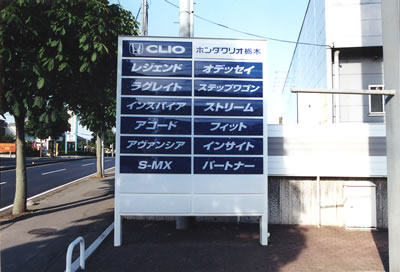 CLIO ホンダクリオ栃木
レジェンド オデッセイ
ラグレイト ステップワゴン
インスパイア ストリーム
アコード フィット
アヴァンシア インサイト
S-MX パートナー